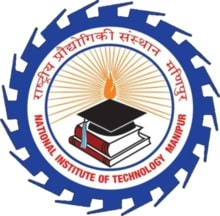 राष्ट्रीय प्रौद्योगिकी संस्थान मणिपुर
NATIONAL INSTITUTE OF TECHNOLOGY MANIPUR